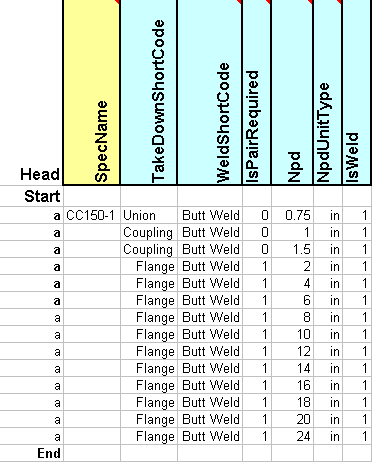 Head SpecName TakeDownShortCode WeldShortCode IsPairRequired Npd NpdUnitType IsWeld
Start
a CC150-1 Union Butt Weld 0 0.75 in 1
a Coupling Butt Weld 0 1 in 1
a Coupling Butt Weld 0 1.5 in 1
a Flange Butt Weld 1 2 in 1
a Flange Butt Weld 1 4 in 1
a Flange Butt Weld 1 6 in 1
a Flange Butt Weld 1 8 in 1
a Flange Butt Weld 1 10 in 1
a Flange Butt Weld 1 12 in 1
a Flange Butt Weld 1 14 in 1
a Flange Butt Weld 1 16 in 1
a Flange Butt Weld 1 18 in 1
a Flange Butt Weld 1 20 in 1
a Flange Butt Weld 1 24 in 1
End